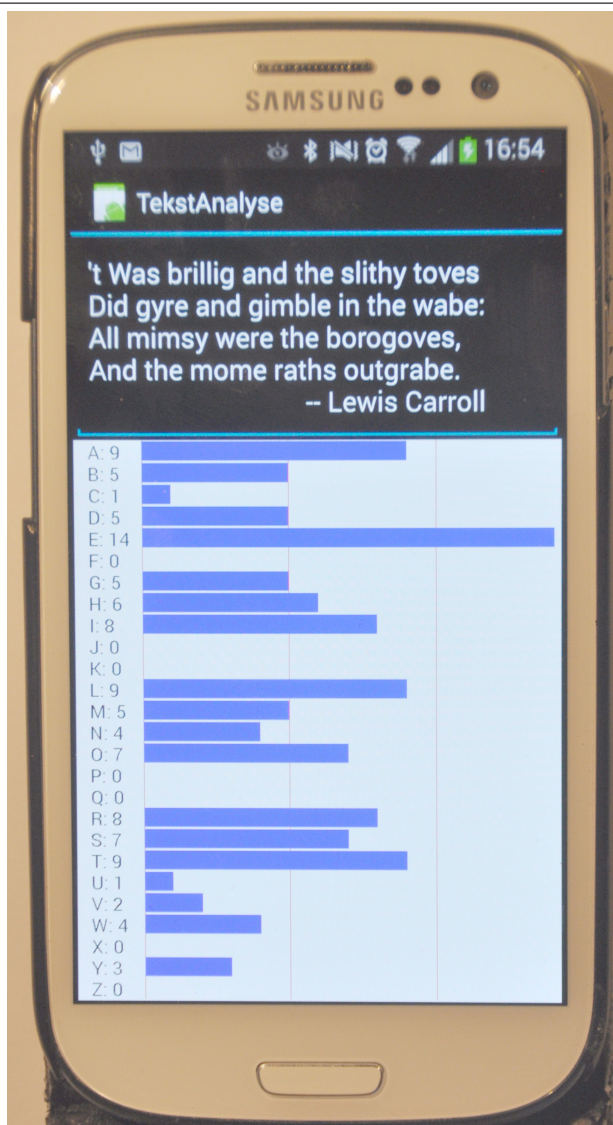 SAMSUNG
16:54
TekstAnalyse
't Was brillig and the slithy toves
Did gyre and gimble in the wabe:
All mimsy were the borogoves,
And the mome raths outgrabe.
-- Lewis Carroll
A: 9
B: 5
C: 1
D: 5
E: 14
F: 0
G: 5
H: 6
I: 8
J: 0
K: 0
L: 9
M: 5
N: 4
O: 7
P: 0
Q: 0
R: 8
S: 7
T: 9
U: 1
V: 2
W: 4
X: 0
Y: 3
Z: 0